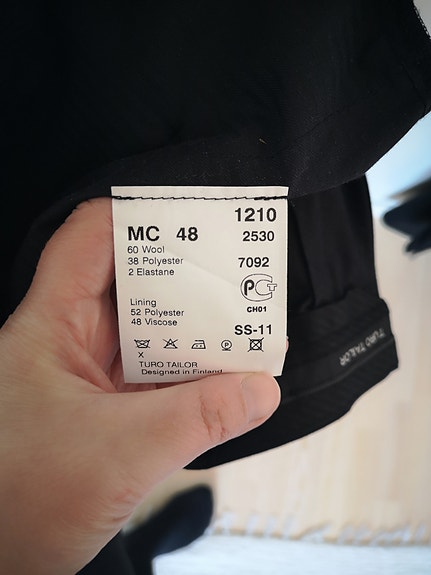 1210
MC 48 2530
60 Wool
38 Polyester 7092
2 Elastane
PCT
CH01
Lining
52 Polyester
48 Viscose SS-11
P
X
TURO TAILOR
Designed in Finland
TURO TAILOR